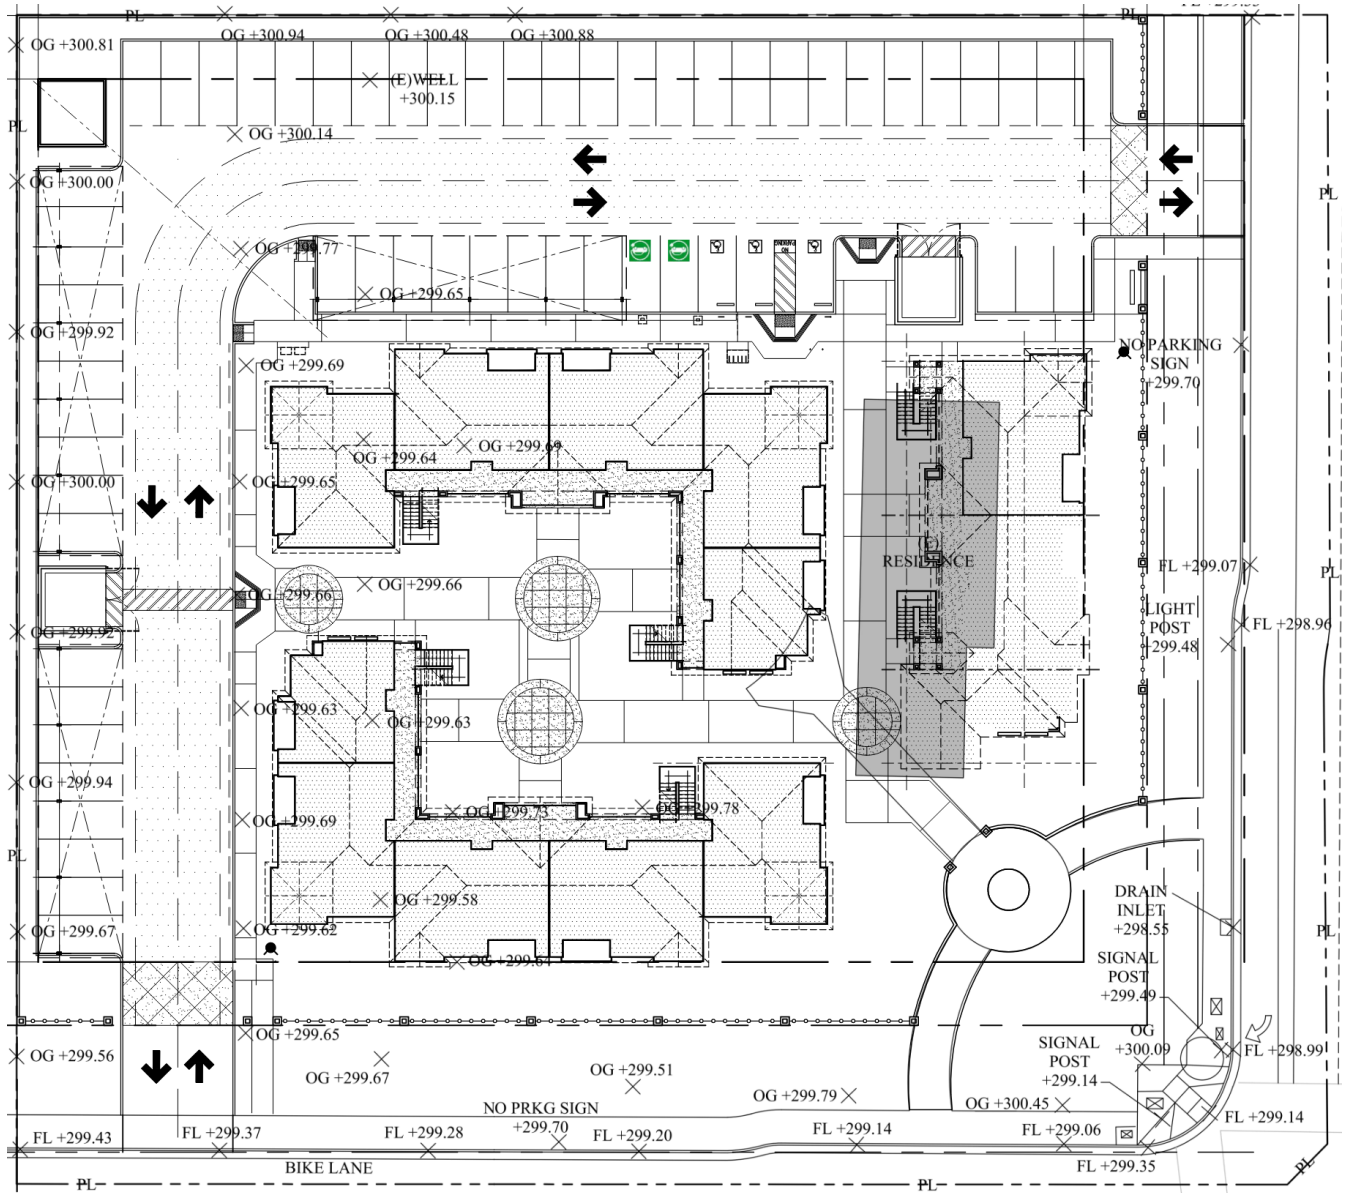 PL
PL
OG +300.81
OG +300.94
OG +300.48
OG +300.88
(E)WELL
+300.15
PL
OG +300.14
OG +300.00
PL
OG +299.77
NO
PARKING
OG +299.65
OG +299.92
NO PARKING
SIGN
+299.70
OG +299.69
OG +299.64
OG +299.69
OG +300.00
OG +299.65
(E)
RESIDENCE
FL +299.07
PL
OG +299.66
OG +299.66
LIGHT
POST
+299.48
FL +298.96
OG +299.92
OG +299.63
OG +299.63
OG +299.94
OG +299.69
OG +299.73
OG +299.78
PL
OG +299.58
DRAIN
INLET
+298.55
OG +299.67
OG +299.62
PL
OG +299.61
SIGNAL
POST
+299.49
OG +299.65
OG
+300.09
OG +299.56
SIGNAL
POST
+299.14
FL +298.99
OG +299.67
OG +299.51
OG +299.79
OG +300.45
NO PRKG SIGN
+299.70
FL +299.14
FL +299.43
FL +299.37
FL +299.28
FL +299.20
FL +299.14
FL +299.06
FL +299.35
BIKE LANE
PL
PL
PL